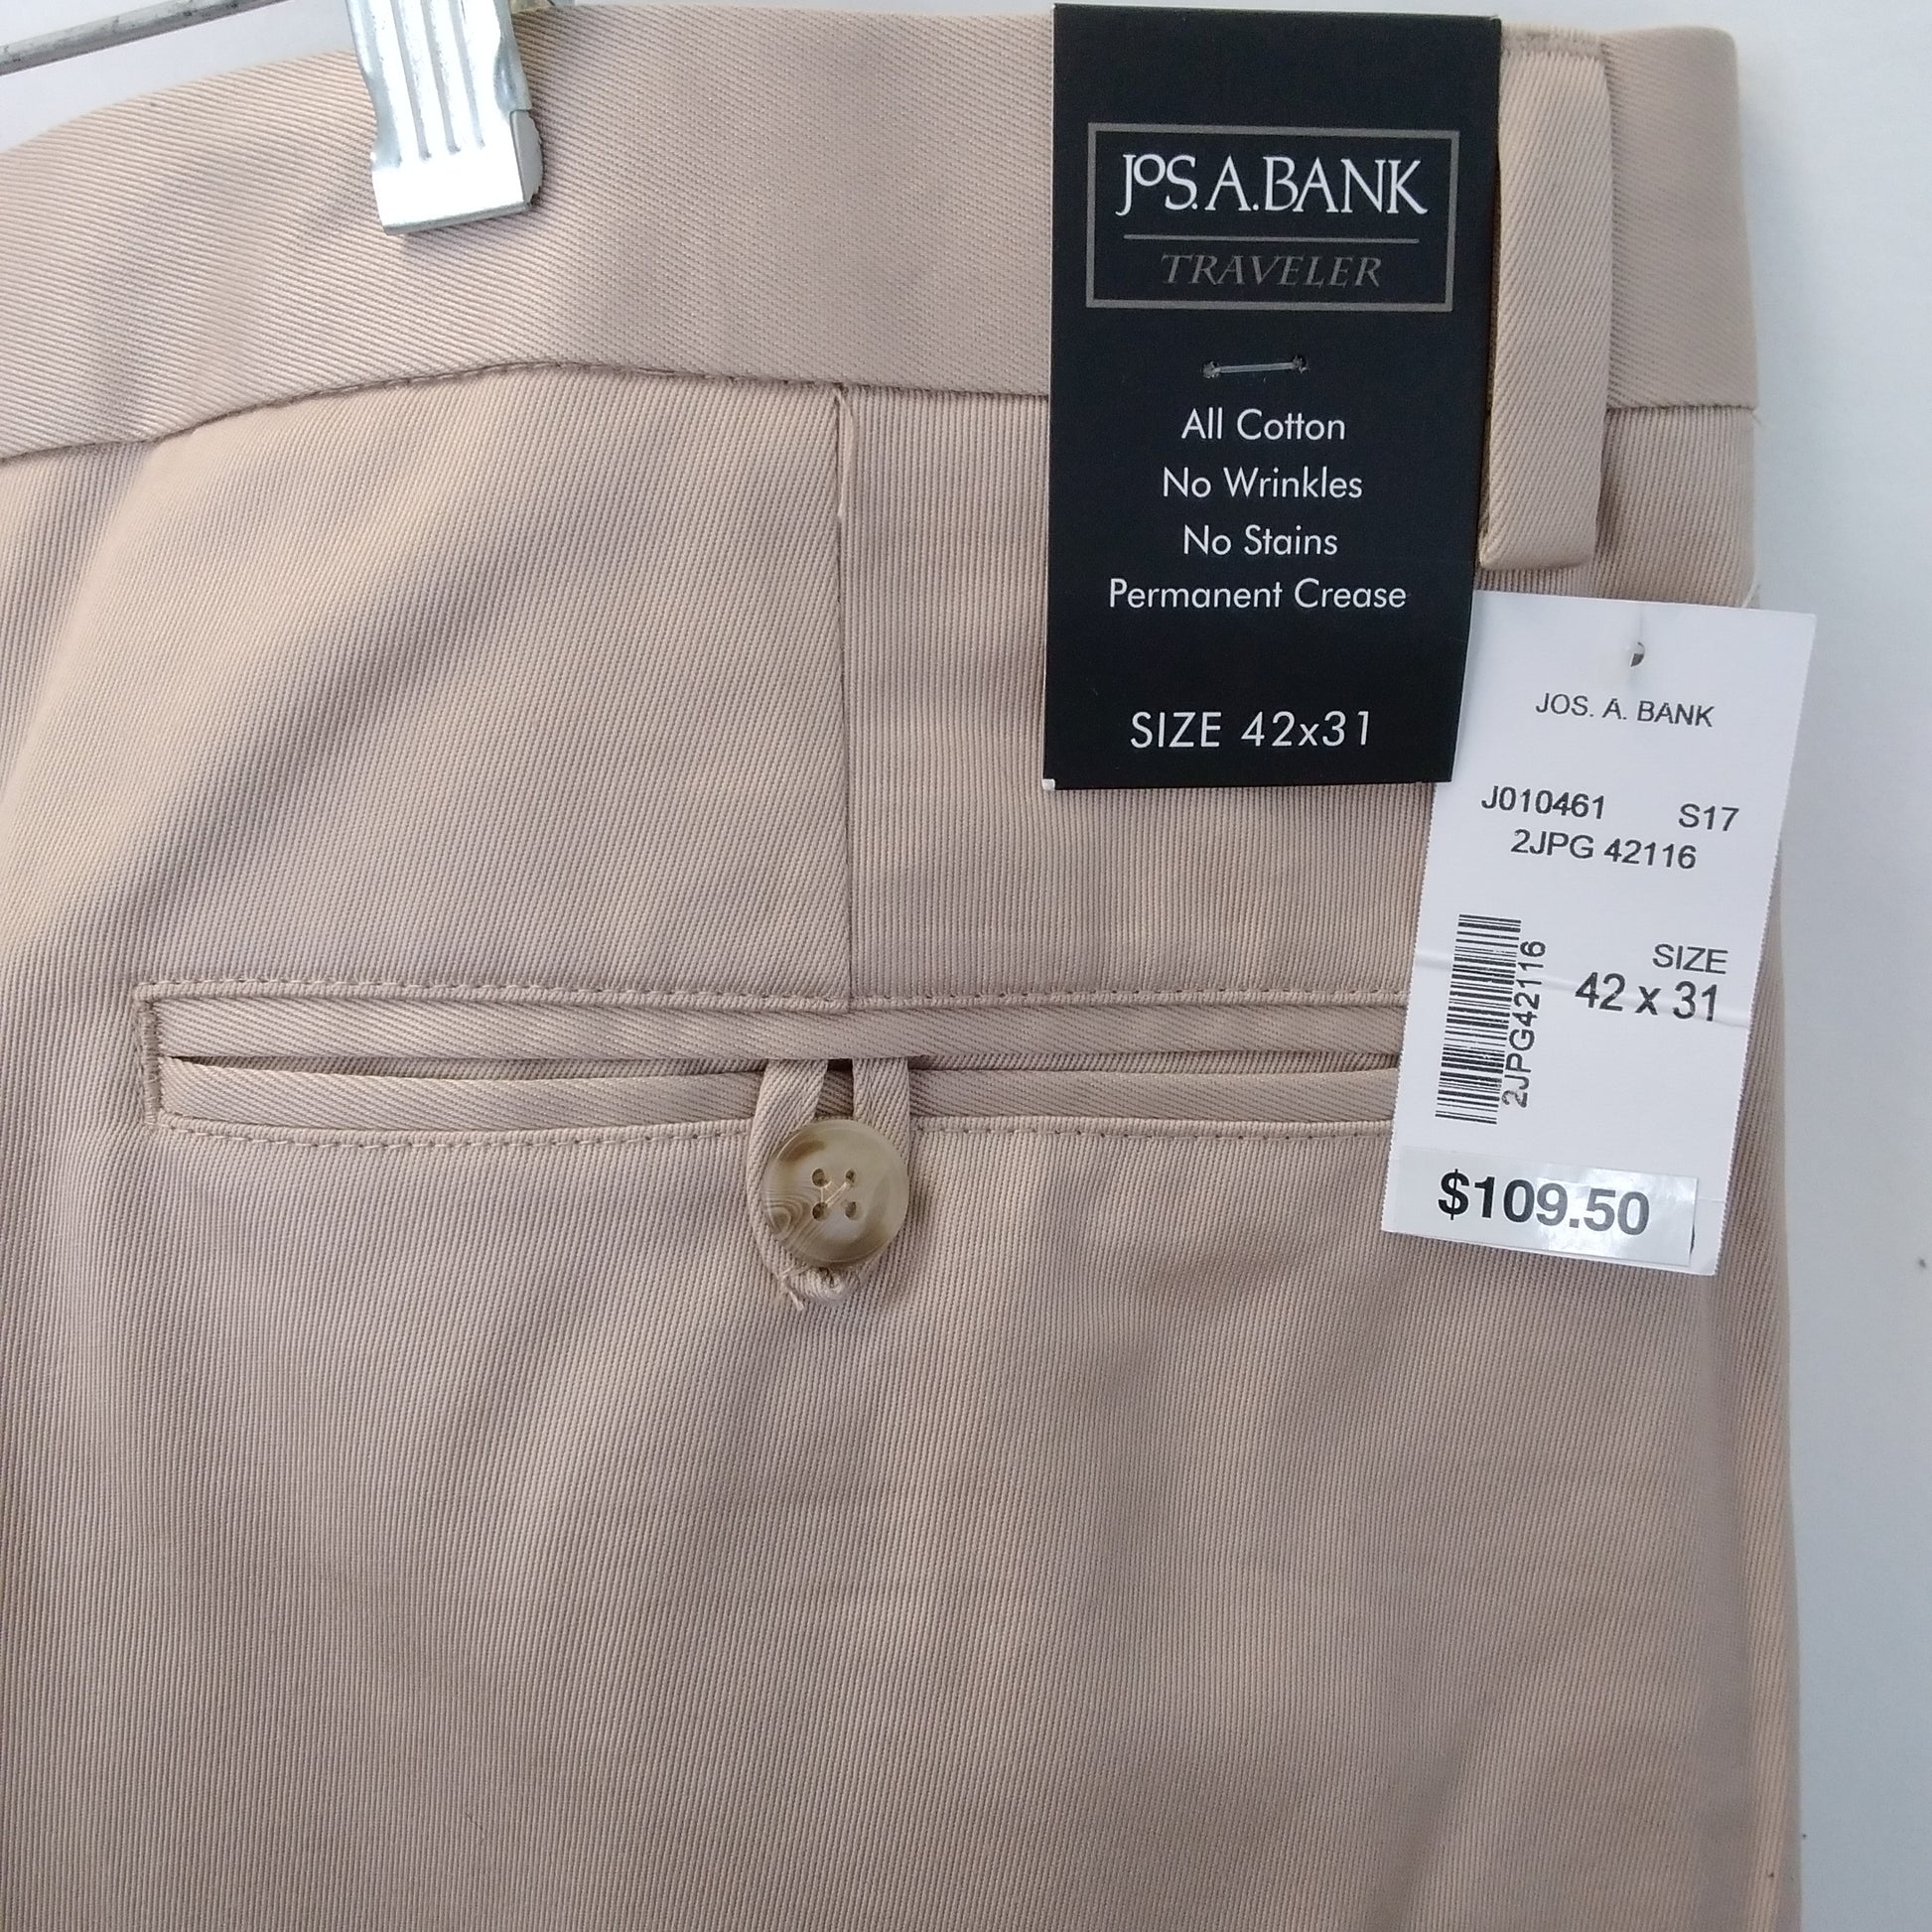 JOS. A. BANK
TRAVELER
All Cotton
No Wrinkles
No Stains
Permanent Crease
SIZE 42x31
JOS. A. BANK
J010461 S17
2JPG 42116
2JPG42116
SIZE
42 x 31
$109.50